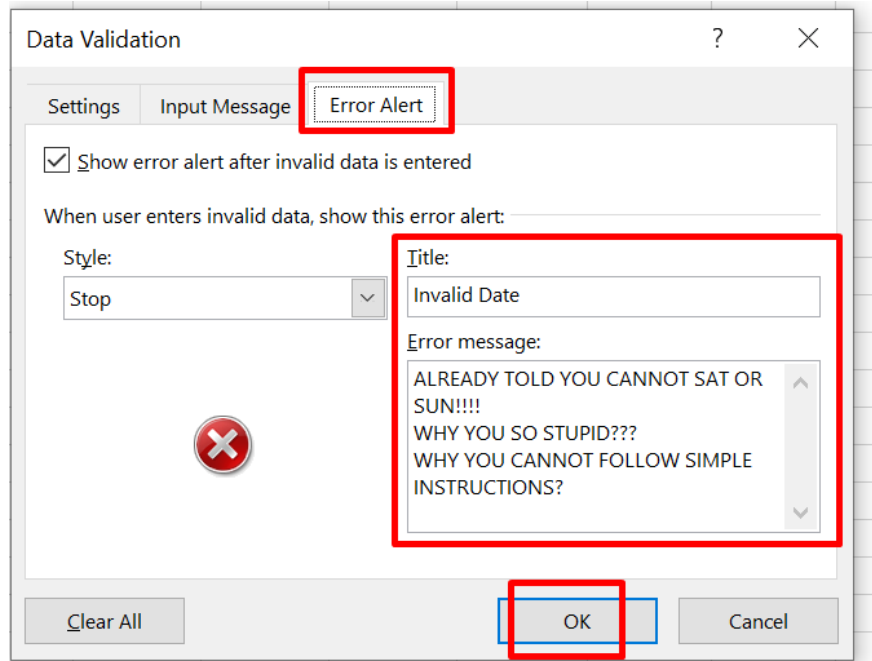 Data Validation ?
Settings Input Message Error Alert
Show error alert after invalid data is entered
When user enters invalid data, show this error alert:
Style:
Stop
Title:
Invalid Date
Error message:
ALREADY TOLD YOU CANNOT SAT OR
SUN!!!!
WHY YOU SO STUPID???
WHY YOU CANNOT FOLLOW SIMPLE
INSTRUCTIONS?
Clear All OK Cancel